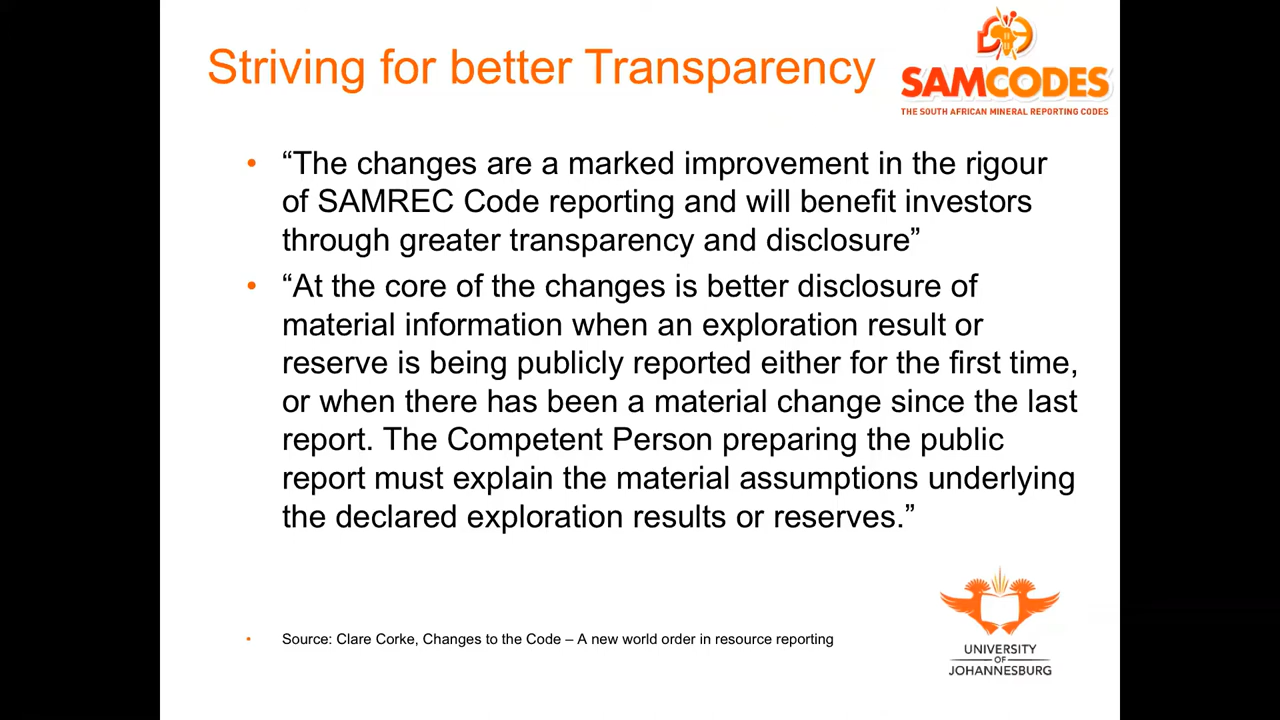 Striving for better Transparency
SAMCODES
THE SOUTH AFRICAN MINERAL REPORTING CODES
• “The changes are a marked improvement in the rigour
of SAMREC Code reporting and will benefit investors
through greater transparency and disclosure”
• “At the core of the changes is better disclosure of
material information when an exploration result or
reserve is being publicly reported either for the first time,
or when there has been a material change since the last
report. The Competent Person preparing the public
report must explain the material assumptions underlying
the declared exploration results or reserves.”
• Source: Clare Corke, Changes to the Code – A new world order in resource reporting
UNIVERSITY
OF
JOHANNESBURG